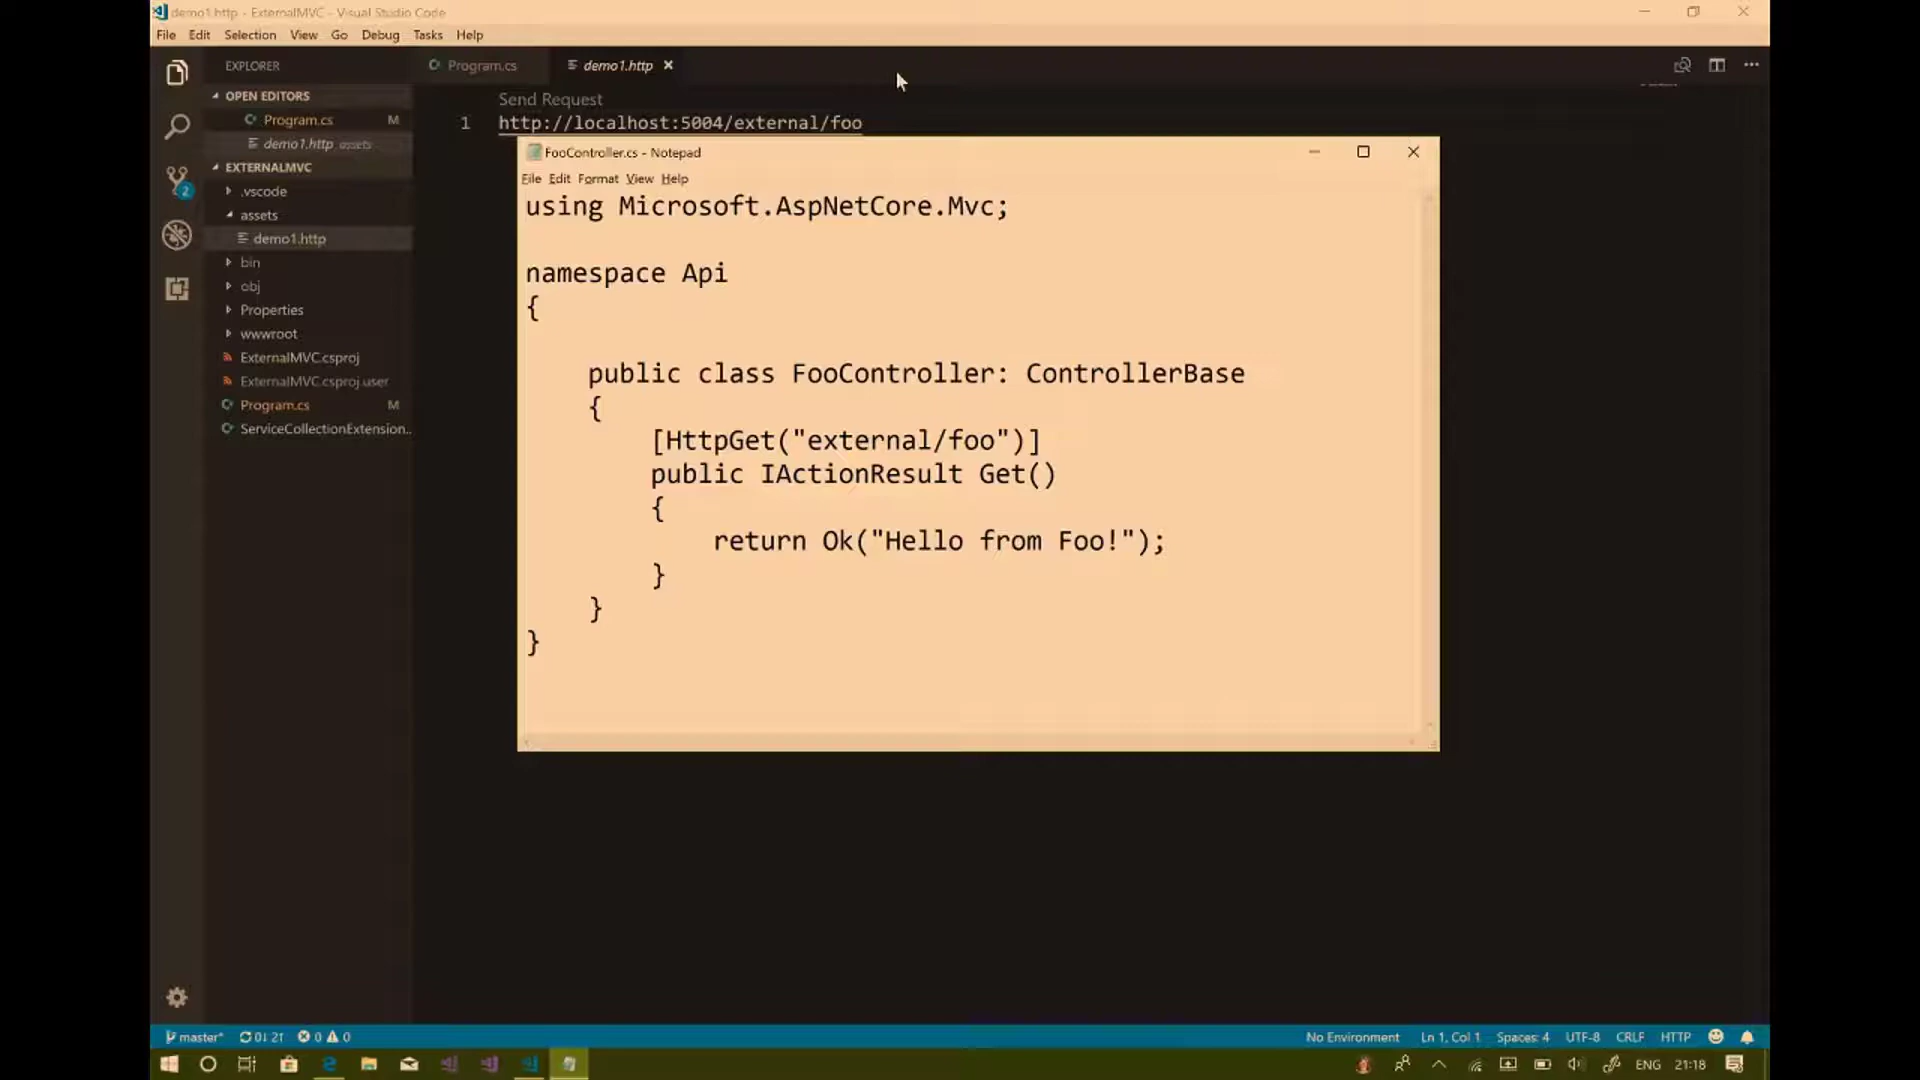 demo1.http - ExternalMVC - Visual Studio Code
File Edit Selection View Go Debug Tasks Help
EXPLORER
Program.cs
demo1.http
OPEN EDITORS
Program.cs M
demo1.http assets
EXTERNALMVC
.vscode
assets
demo1.http
bin
obj
Properties
wwwroot
ExternalMVC.csproj
ExternalMVC.csproj.user
Program.cs M
ServiceCollectionExtension..
2
Send Request
1 http://localhost:5004/external/foo
FooController.cs - Notepad
File Edit Format View Help
using Microsoft.AspNetCore.Mvc;
namespace Api
{
public class FooController: ControllerBase
{
[HttpGet("external/foo")]
public IActionResult Get()
{
return Ok("Hello from Foo!");
}
}
}
master* 0 0
No Environment Ln 1, Col 1 Spaces: 4 UTF-8 CRLF HTTP
ENG 21:18